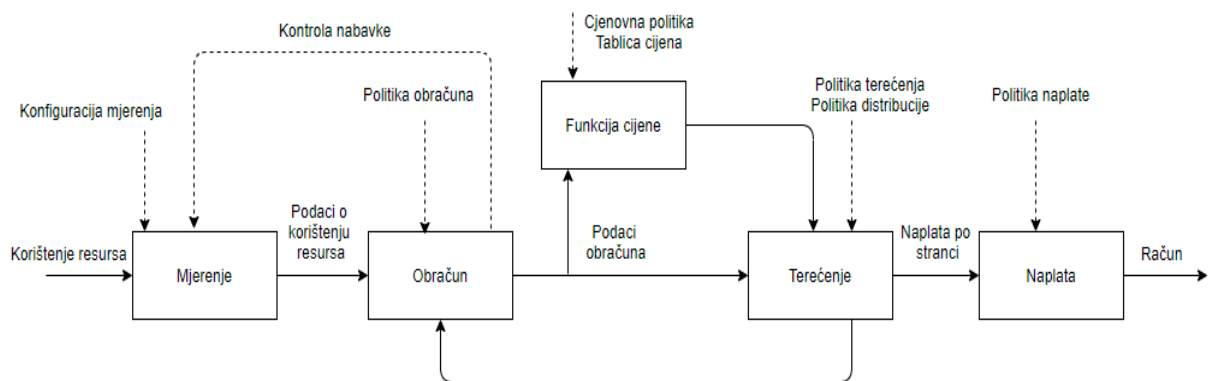 Kontrola nabavke
Cjenovna politika
Tablica cijena
Konfiguracija mjerenja
Politika obračuna
Funkcija cijene
Politika terećenja
Politika distribucije
Politika naplate
Korištenje resursa
Mjerenje
Podaci o
korištenju
resursa
Obračun
Podaci
obračuna
Terećenje
Naplata po
stranci
Naplata
Račun